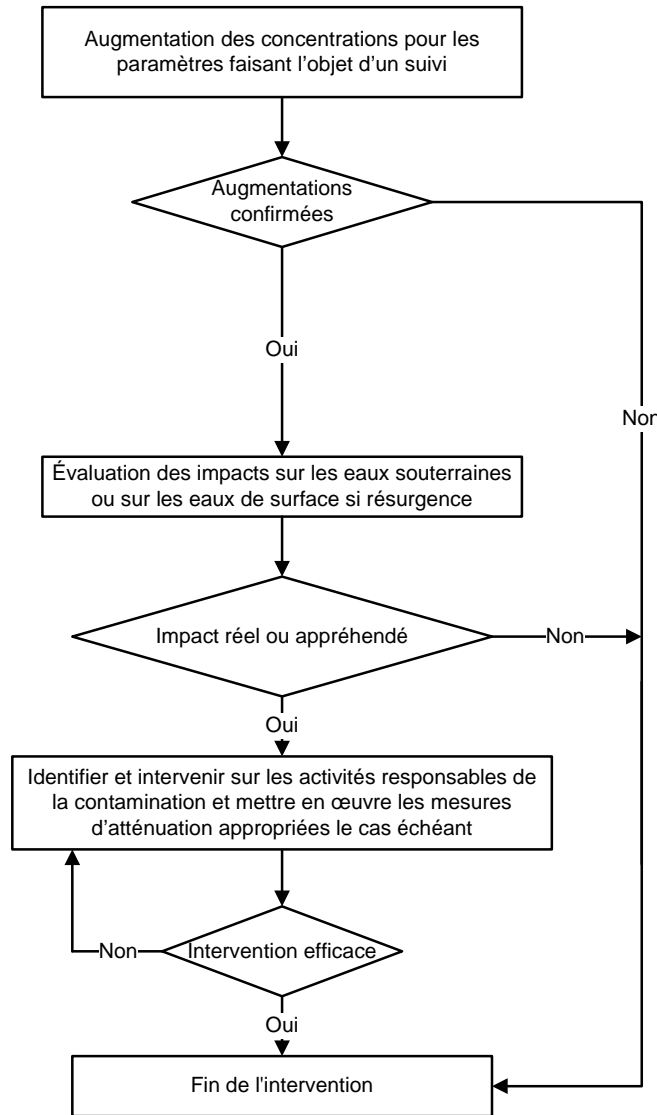 Augmentation des concentrations pour les
paramètres faisant l'objet d'un suivi
Augmentations
confirmées
Oui
Non
Évaluation des impacts sur les eaux souterraines
ou sur les eaux de surface si résurgence
Impact réel ou appréhendé
Non
Oui
Identifier et intervenir sur les activités responsables de
la contamination et mettre en œuvre les mesures
d'atténuation appropriées le cas échéant
Non
Intervention efficace
Oui
Fin de l'intervention